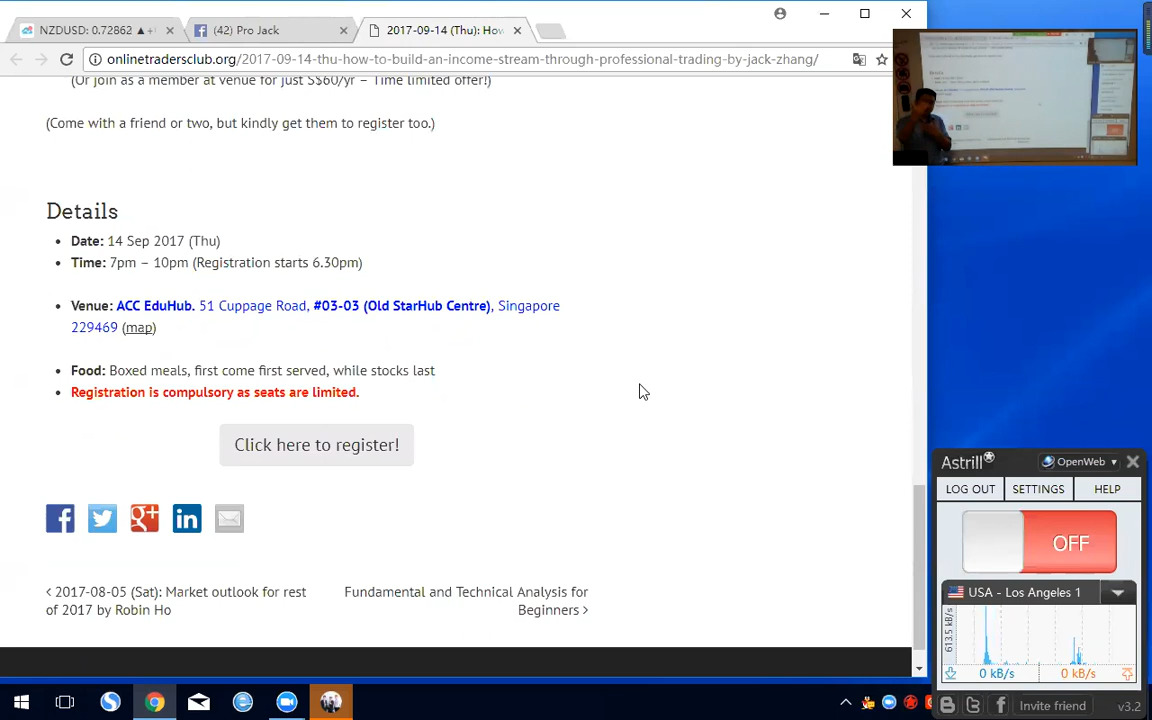 NZDUSD: 0.72862 ▲+
(42) Pro Jack
2017-09-14 (Thu): How
onlinetradersclub.org/2017-09-14-thu-how-to-build-an-income-stream-through-professional-trading-by-jack-zhang/
(Or join as a member at venue for just S$60/yr – Time limited offer!)
(Come with a friend or two, but kindly get them to register too.)
Details
• Date: 14 Sep 2017 (Thu)
• Time: 7pm – 10pm (Registration starts 6.30pm)
• Venue: ACC EduHub. 51 Cuppage Road, #03-03 (Old StarHub Centre), Singapore
229469 (map)
• Food: Boxed meals, first come first served, while stocks last
• Registration is compulsory as seats are limited.
Click here to register!
‹ 2017-08-05 (Sat): Market outlook for rest
of 2017 by Robin Ho
Fundamental and Technical Analysis for
Beginners ›
Astrill
OpenWeb
LOG OUT
SETTINGS
HELP
OFF
USA - Los Angeles 1
613.5 kB/s
0 kB/s
0 kB/s
Invite friend
v3.2